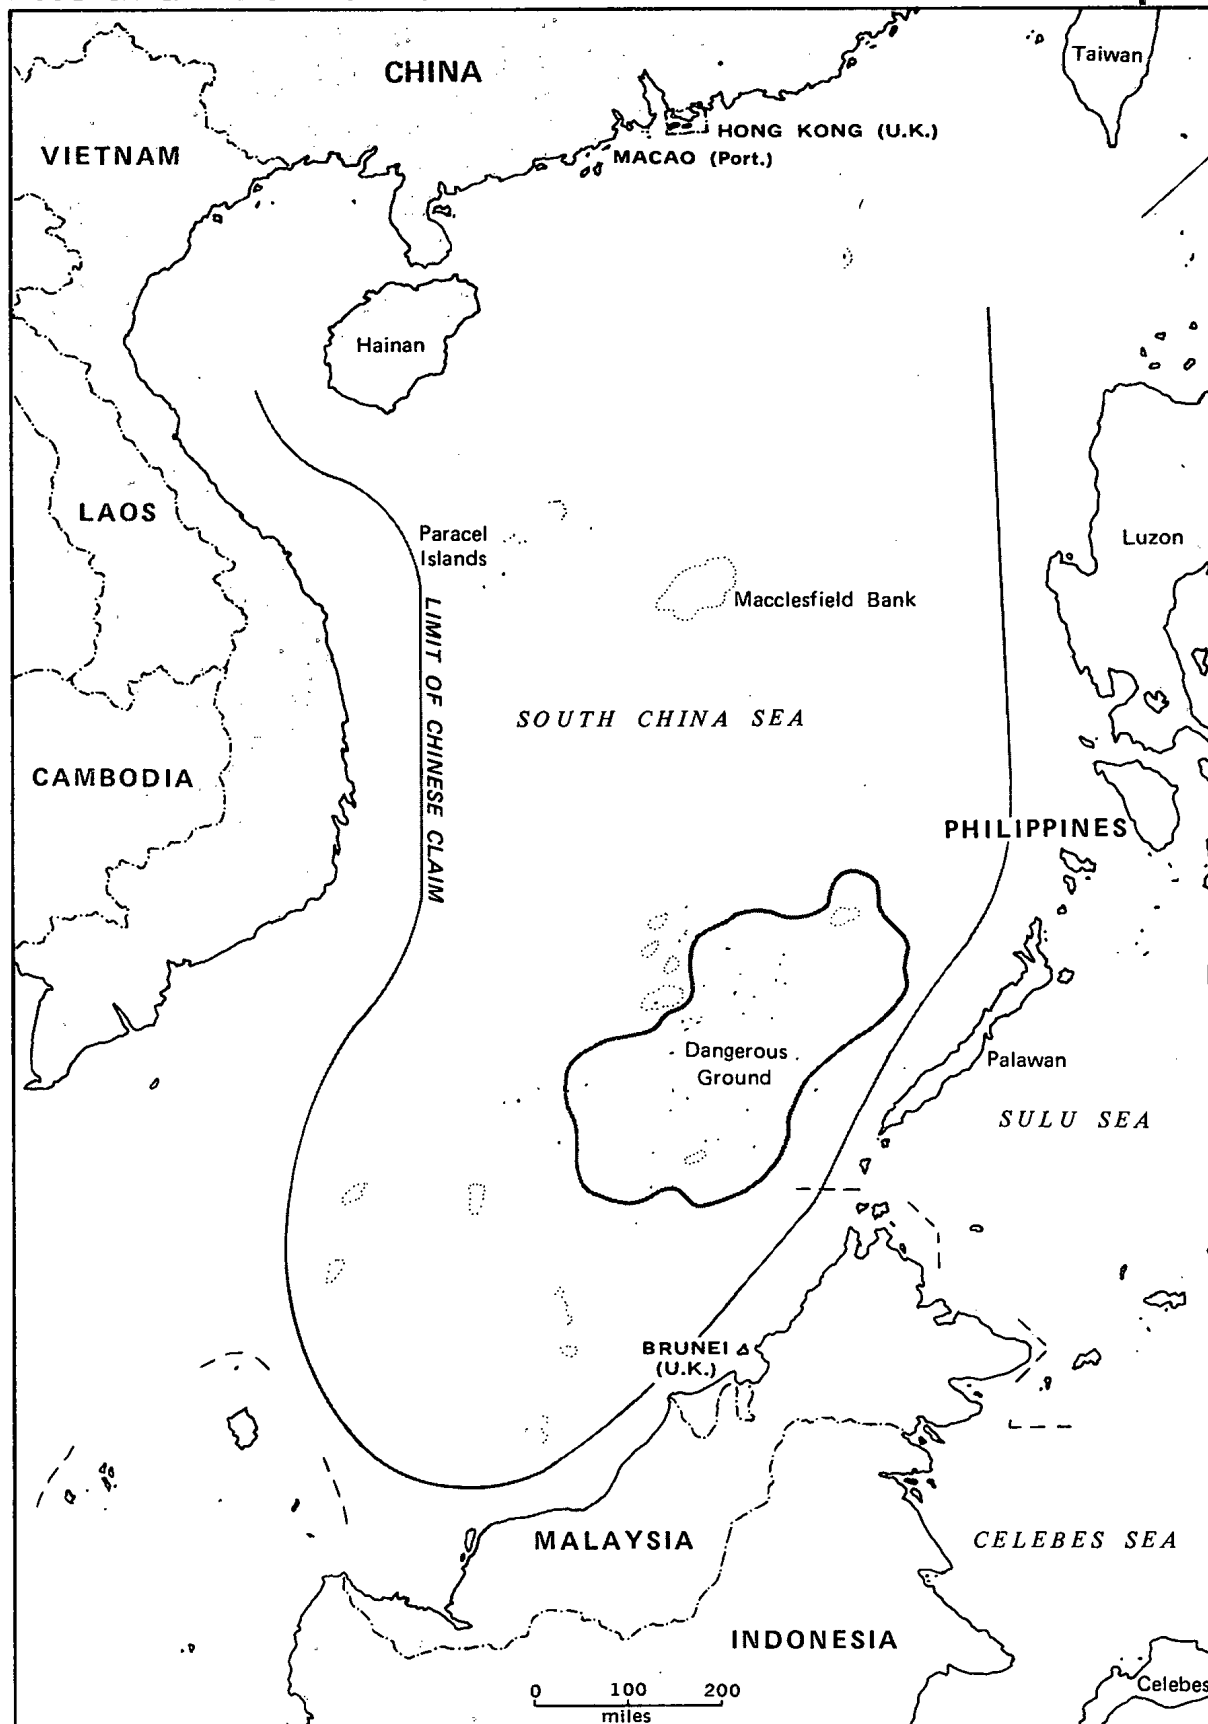 Taiwan
CHINA
HONG KONG (U.K.)
MACAO (Port.)
VIETNAM
Hainan
LAOS
Paracel
Islands
Luzon
Macclesfield Bank
LIMIT OF CHINESE CLAIM
SOUTH CHINA SEA
CAMBODIA
PHILIPPINES
Dangerous
Ground
Palawan
SULU SEA
BRUNEI
(U.K.)
MALAYSIA
CELEBES SEA
INDONESIA
Celebes
0 100 200
miles